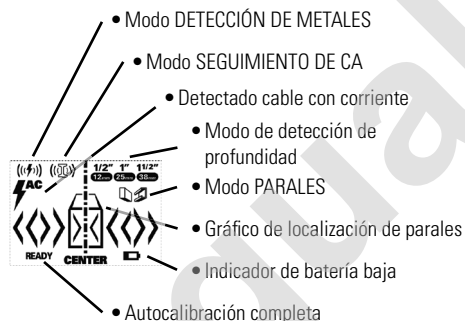 • Modo DETECCIÓN DE METALES
• Modo SEGUIMIENTO DE CA
• Detectado cable con corriente
• Modo de detección de
profundidad
• Modo PARALES
• Gráfico de localización de parales
• Indicador de batería baja
• Autocalibración completa
1/2" 1" 1 1/2"
12mm 25mm 38mm
AC
READY
CENTER